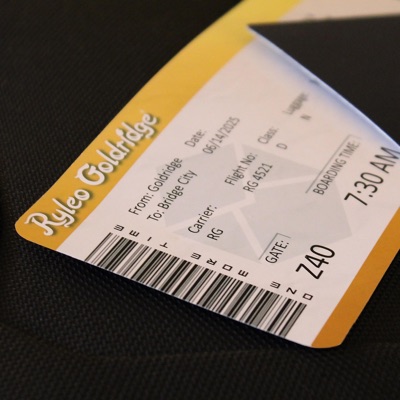 Ryleo Goldridge
From: Goldridge
To: Bridge City
Date:
06/14/2025
Carrier:
RG
Flight No:
RG 4521
Class:
D
Luggage:
B
GATE:
Z40
BOARDING TIME:
7:30 AM